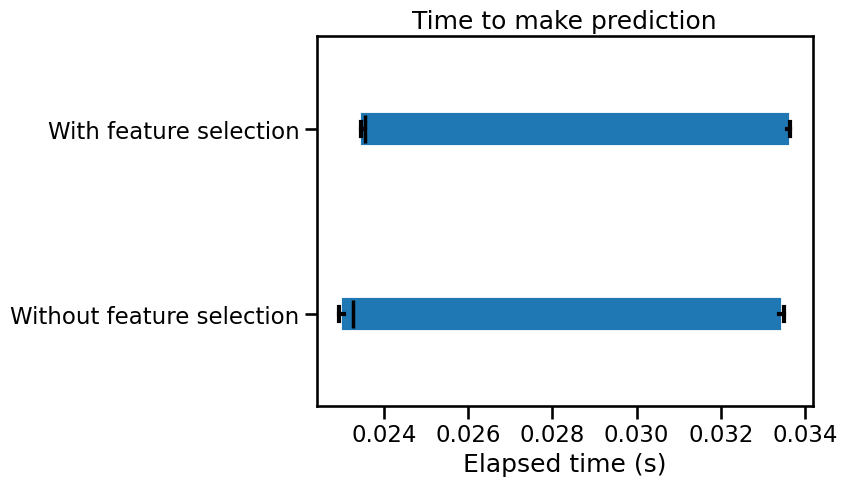 Time to make prediction
With feature selection
Without feature selection
0.024 0.026 0.028 0.030 0.032 0.034
Elapsed time (s)